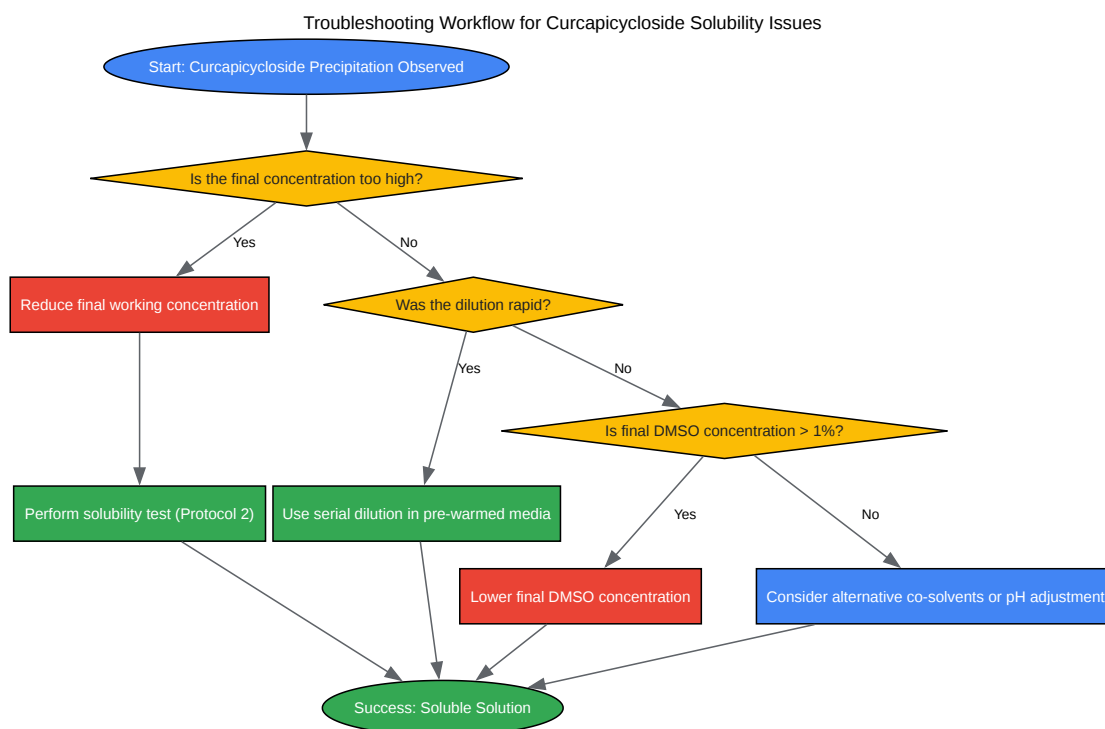 Troubleshooting Workflow for Curcapicycloside Solubility Issues
Start: Curcapicycloside Precipitation Observed
Is the final concentration too high?
Yes
No
Reduce final working concentration
Was the dilution rapid?
Yes
No
Is final DMSO concentration > 1%?
Perform solubility test (Protocol 2)
Use serial dilution in pre-warmed media
Yes
No
Lower final DMSO concentration
Consider alternative co-solvents or pH adjustment
Success: Soluble Solution